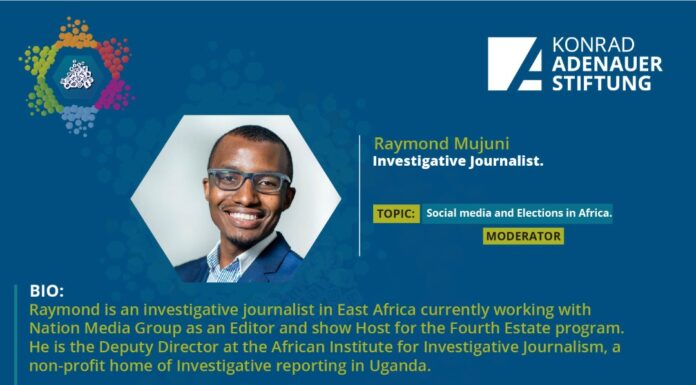 KONRAD
ADENAUER
STIFTUNG
Raymond Mujuni
Investigative Journalist.
TOPIC: Social media and Elections in Africa.
MODERATOR
BIO:
Raymond is an investigative journalist in East Africa currently working with
Nation Media Group as an Editor and show Host for the Fourth Estate program.
He is the Deputy Director at the African Institute for Investigative Journalism, a
non-profit home of Investigative reporting in Uganda.